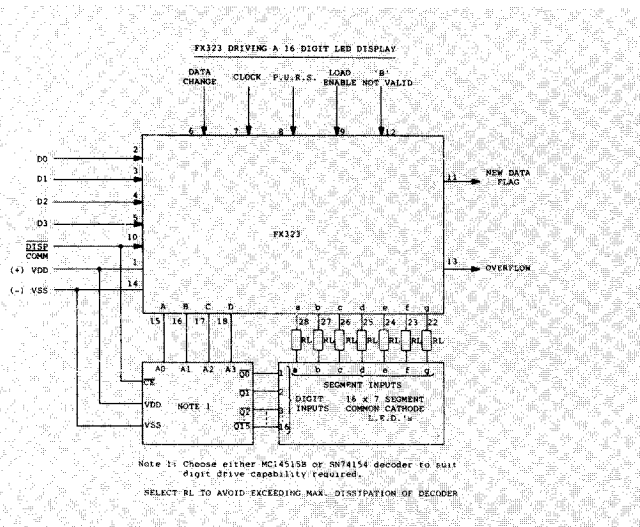 FX323 DRIVING A 16 DIGIT LED DISPLAY
DATA CHANGE
CLOCK
P.U.R.S.
LOAD ENABLE
'B' NOT VALID
6
7
8
9
12
D0
2
D1
3
D2
4
D3
5
DISP COMM
10
(+) VDD
1
(-) VSS
14
FX323
11
NEW DATA FLAG
13
OVERFLOW
A B C D
15 16 17 18
a b c d e f g
28 27 26 25 24 23 22
RL RL RL RL RL RL RL
A0 A1 A2 A3
CE
VDD
VSS
NOTE 1
Q0
Q1
Q2
Q15
1
2
3
16
a b c d e f g
SEGMENT INPUTS
DIGIT INPUTS
16 x 7 SEGMENT
COMMON CATHODE
L.E.D.'s
Note 1: Choose either MC14515B or SN74154 decoder to suit
digit drive capability required.
SELECT RL TO AVOID EXCEEDING MAX. DISSIPATION OF DECODER